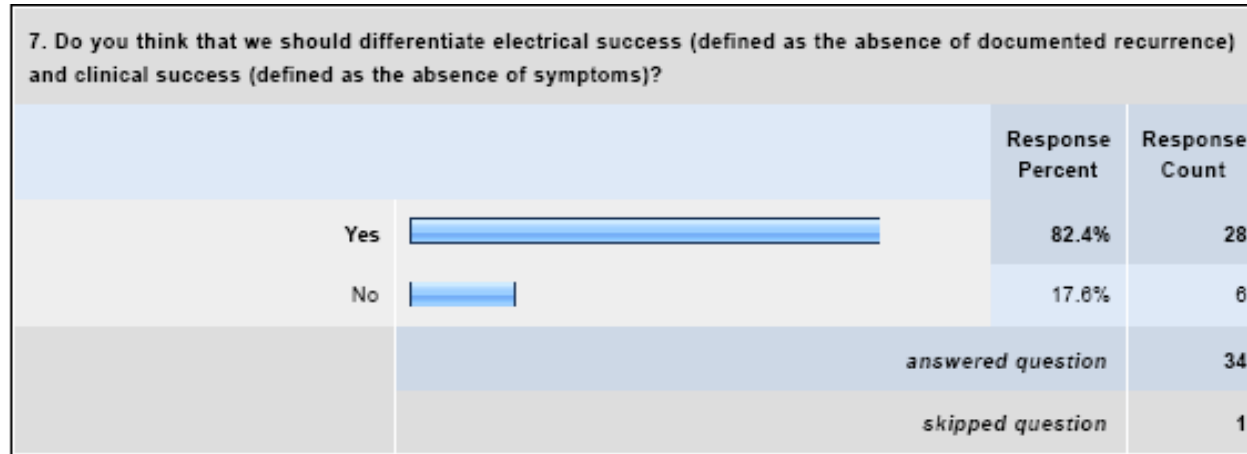 7. Do you think that we should differentiate electrical success (defined as the absence of documented recurrence)
and clinical success (defined as the absence of symptoms)?
Response Percent
Response Count
Yes 82.4% 28
No 17.6% 6
answered question 34
skipped question 1